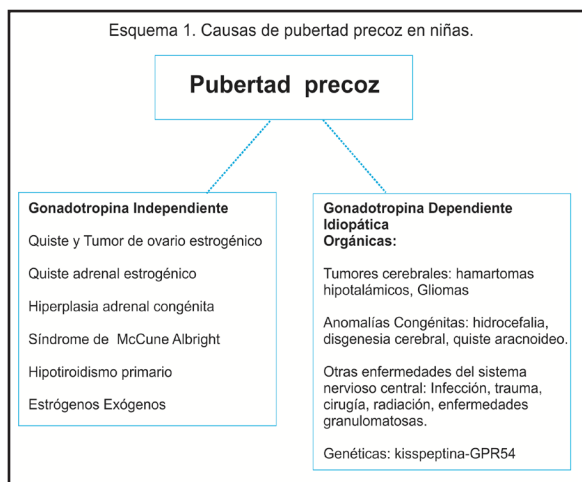 Esquema 1. Causas de pubertad precoz en niñas.
Pubertad precoz
Gonadotropina Independiente
Quiste y Tumor de ovario estrogénico
Quiste adrenal estrogénico
Hiperplasia adrenal congénita
Síndrome de McCune Albright
Hipotiroidismo primario
Estrógenos Exógenos
Gonadotropina Dependiente
Idiopática
Orgánicas:
Tumores cerebrales: hamartomas
hipotálamicos, Gliomas
Anomalías Congénitas: hidrocefalia,
disgenesia cerebral, quiste aracnoideo.
Otras enfermedades del sistema
nervioso central: Infección, trauma,
cirugía, radiación, enfermedades
granulomatosas.
Genéticas: kisspeptina-GPR54